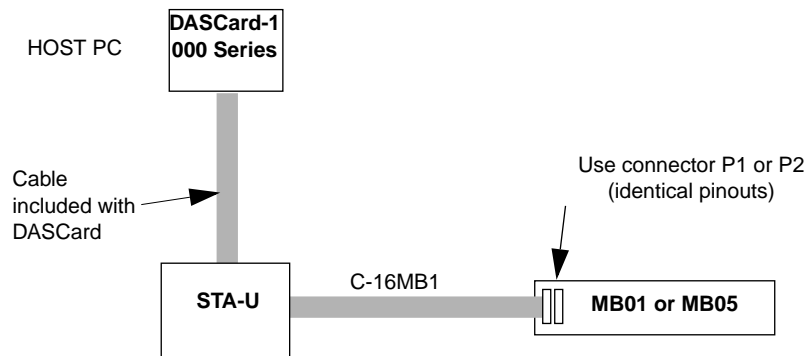 HOST PC
DASCard-1
000 Series
Cable
included with
DASCard
Use connector P1 or P2
(identical pinouts)
STA-U
C-16MB1
MB01 or MB05